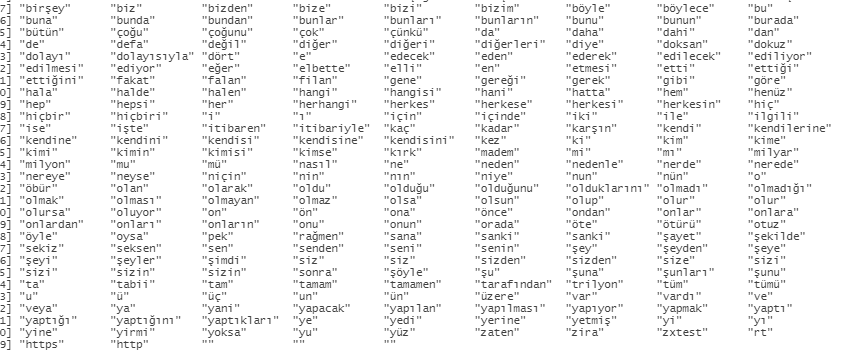 7] "birşey" "biz" "bizden" "bize" "bizi" "bizim" "böyle" "böylece" "bu"
6] "buna" "bunda" "bundan" "bunlar" "bunları" "bunların" "bunu" "bunun" "burada"
5] "bütün" "çoğu" "çoğunu" "çok" "çünkü" "da" "daha" "dahi" "dan"
4] "de" "defa" "değil" "diğer" "diğeri" "diğerleri" "diye" "doksan" "dokuz"
3] "dolayı" "dolayısıyla" "dört" "e" "edecek" "eden" "ederek" "edilecek" "ediliyor"
2] "edilmesi" "ediyor" "eğer" "elbette" "elli" "en" "etmesi" "etti" "ettiği"
1] "ettiğini" "fakat" "falan" "filan" "gene" "gereği" "gerek" "gibi" "göre"
0] "hala" "halde" "halen" "hangi" "hangisi" "hani" "hatta" "hem" "henüz"
9] "hep" "hepsi" "her" "herhangi" "herkes" "herkese" "herkesi" "herkesin" "hiç"
8] "hiçbir" "hiçbiri" "i" "ı" "için" "içinde" "iki" "ile" "ilgili"
7] "ise" "işte" "itibaren" "itibariyle" "kaç" "kadar" "karşın" "kendi" "kendilerine"
6] "kendine" "kendini" "kendisi" "kendisine" "kendisini" "kez" "ki" "kim" "kime"
5] "kimi" "kimin" "kimisi" "kimse" "kırk" "madem" "mi" "mı" "milyar"
4] "milyon" "mu" "mü" "nasıl" "ne" "neden" "nedenle" "nerde" "nerede"
3] "nereye" "neyse" "niçin" "nin" "nın" "niye" "nun" "nün" "o"
2] "öbür" "olan" "olarak" "oldu" "olduğu" "olduğunu" "olduklarını" "olmadı" "olmadığı"
1] "olmak" "olması" "olmayan" "olmaz" "olsa" "olsun" "olup" "olur" "olur"
0] "olursa" "oluyor" "on" "ön" "ona" "önce" "ondan" "onlar" "onlara"
9] "onlardan" "onları" "onların" "onu" "onun" "orada" "öte" "ötürü" "otuz"
8] "öyle" "oysa" "pek" "rağmen" "sana" "sanki" "sanki" "şayet" "şekilde"
7] "sekiz" "seksen" "sen" "senden" "seni" "senin" "şey" "şeyden" "şeye"
6] "şeyi" "şeyler" "şimdi" "siz" "siz" "sizden" "sizden" "size" "sizi"
5] "sizi" "sizin" "sizin" "sonra" "şöyle" "şu" "şuna" "şunları" "şunu"
4] "ta" "tabii" "tam" "tamam" "tamamen" "tarafından" "trilyon" "tüm" "tümü"
3] "u" "ü" "üç" "un" "ün" "üzere" "var" "vardı" "ve"
2] "veya" "ya" "yani" "yapacak" "yapılan" "yapılması" "yapıyor" "yapmak" "yaptı"
1] "yaptığı" "yaptığını" "yaptıkları" "ye" "yedi" "yerine" "yetmiş" "yi" "yı"
0] "yine" "yirmi" "yoksa" "yu" "yüz" "zaten" "zira" "zxtest" "rt"
9] "https" "http" "" "" ""